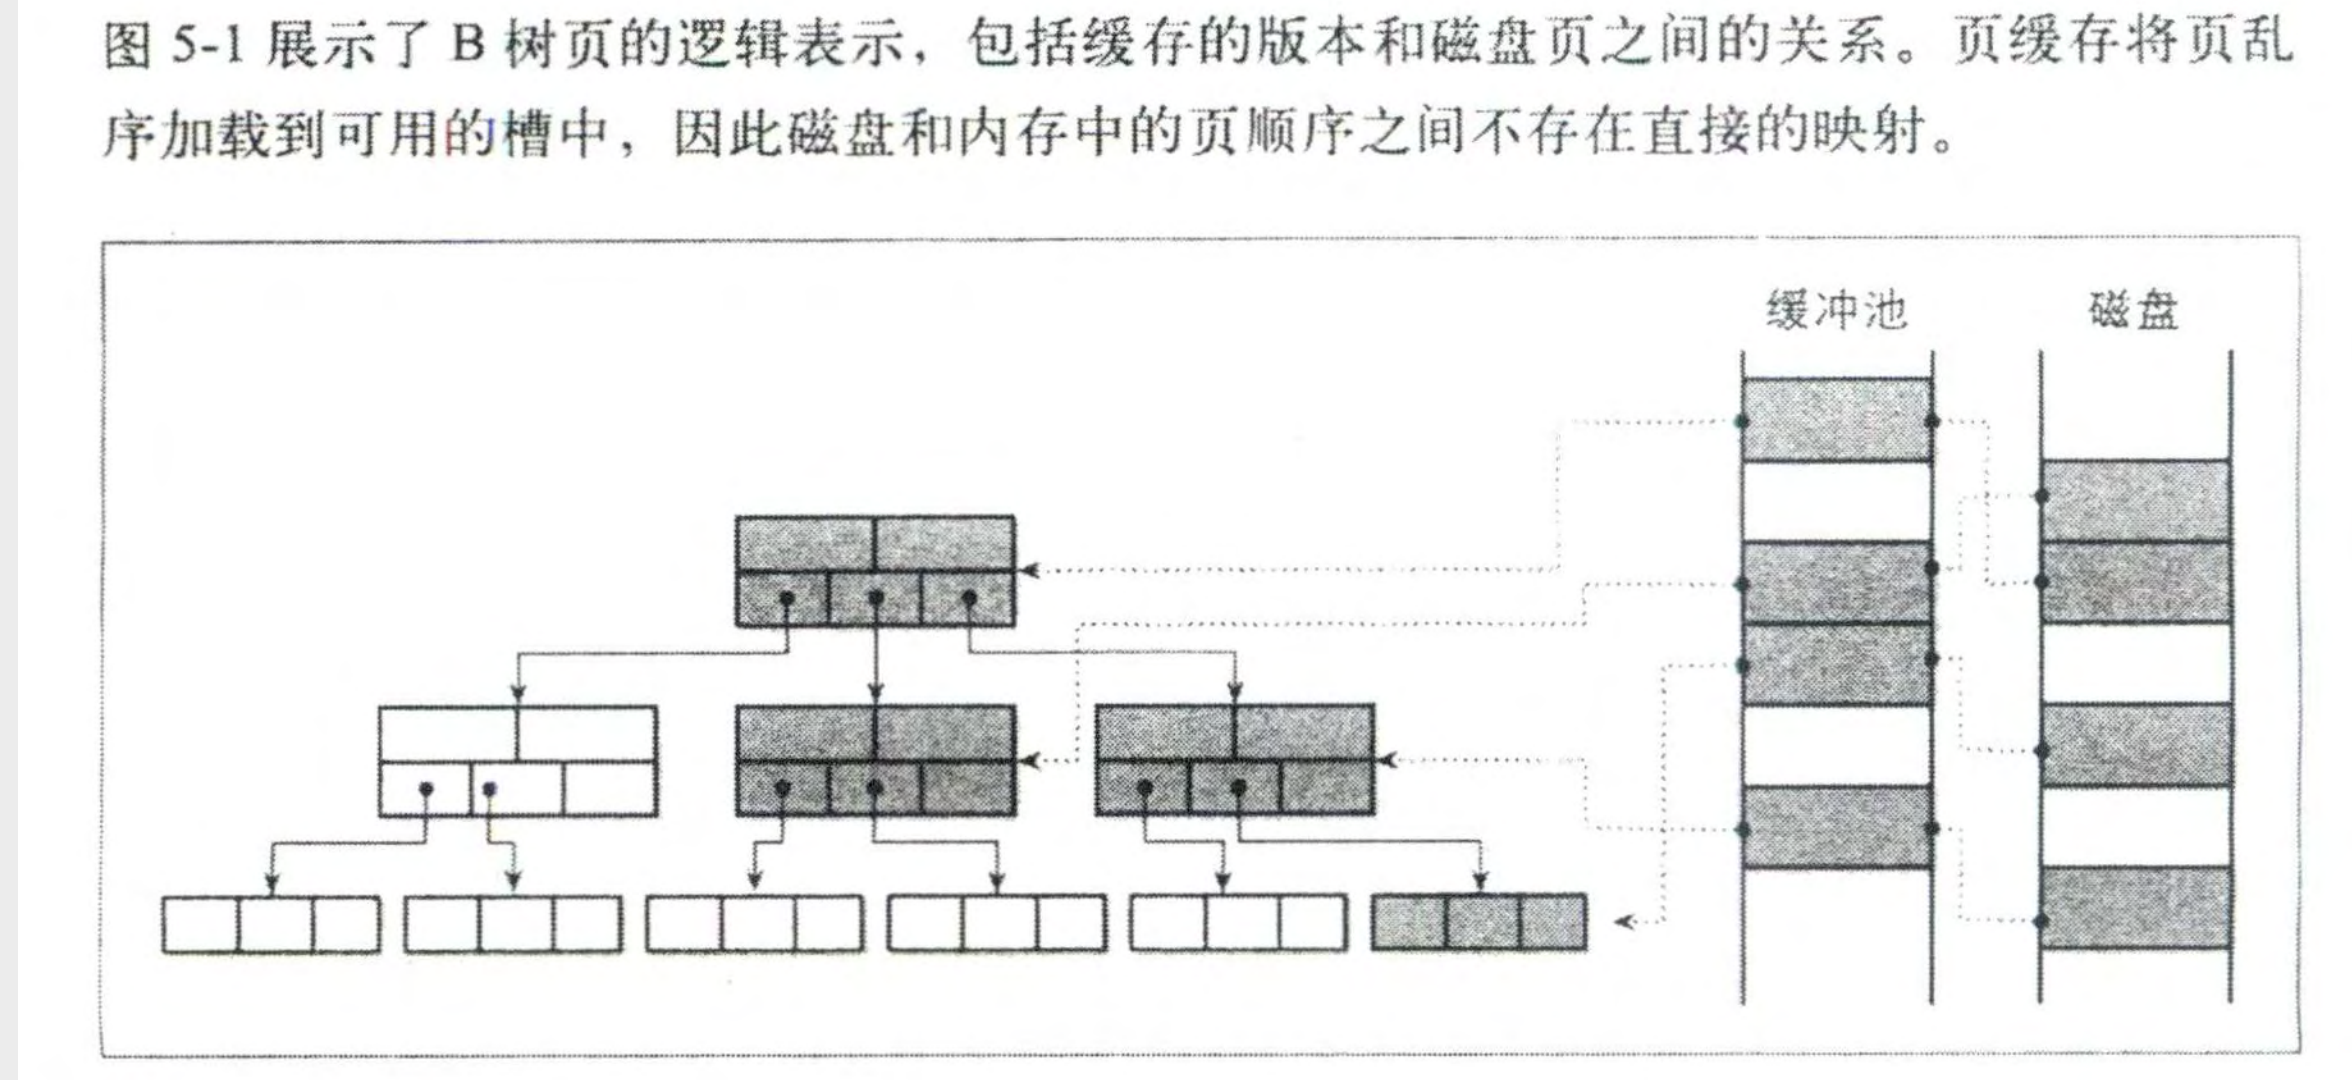 图 5-1 展示了 B 树页的逻辑表示，包括缓存的版本和磁盘页之间的关系。页缓存将页乱
序加载到可用的槽中，因此磁盘和内存中的页顺序之间不存在直接的映射。
缓冲池
磁盘